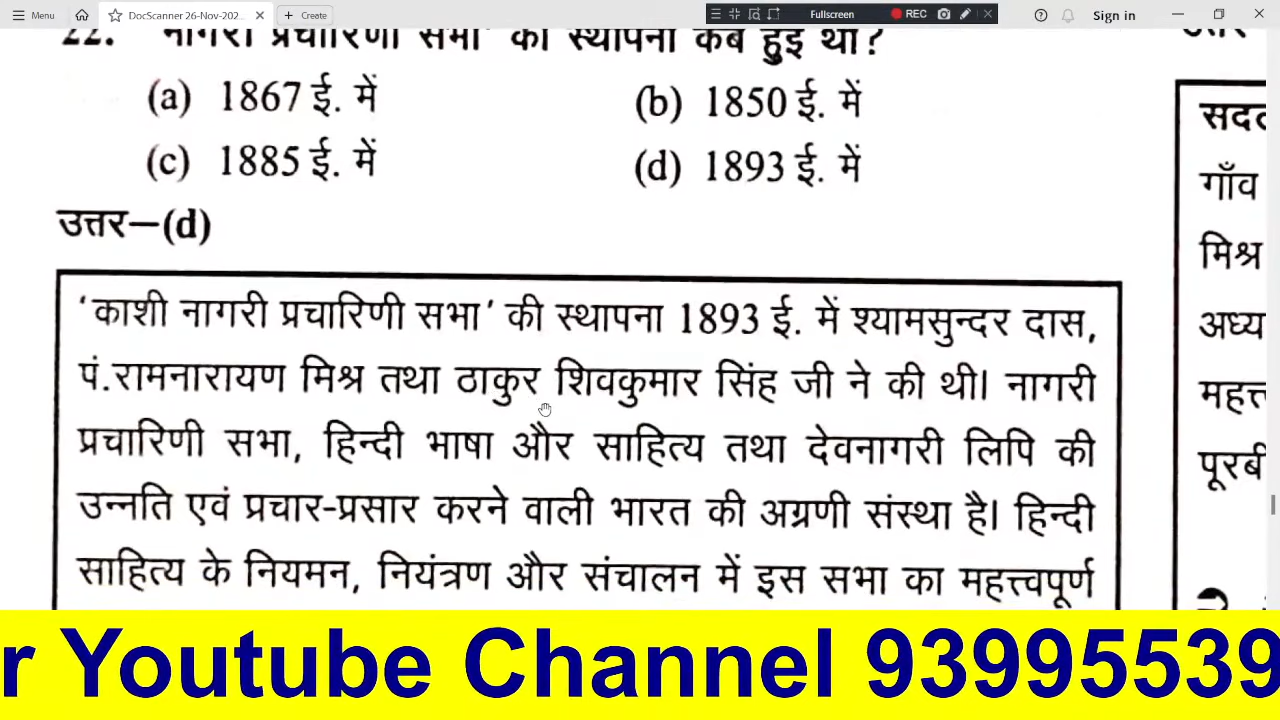 Menu
DocScanner 26-Nov-202...
Create
Fullscreen
REC
Sign in
22. 'नागरी प्रचारिणी सभा' की स्थापना कब हुई थी?
(a) 1867 ई. में (b) 1850 ई. में
(c) 1885 ई. में (d) 1893 ई. में
उत्तर—(d)
'काशी नागरी प्रचारिणी सभा' की स्थापना 1893 ई. में श्यामसुन्दर दास,
पं.रामनारायण मिश्र तथा ठाकुर शिवकुमार सिंह जी ने की थी। नागरी
प्रचारिणी सभा, हिन्दी भाषा और साहित्य तथा देवनागरी लिपि की
उन्नति एवं प्रचार-प्रसार करने वाली भारत की अग्रणी संस्था है। हिन्दी
साहित्य के नियमन, नियंत्रण और संचालन में इस सभा का महत्त्वपूर्ण
गाँव
मिश्र
अध्य
महत्त
पूरबी
r Youtube Channel 93995539